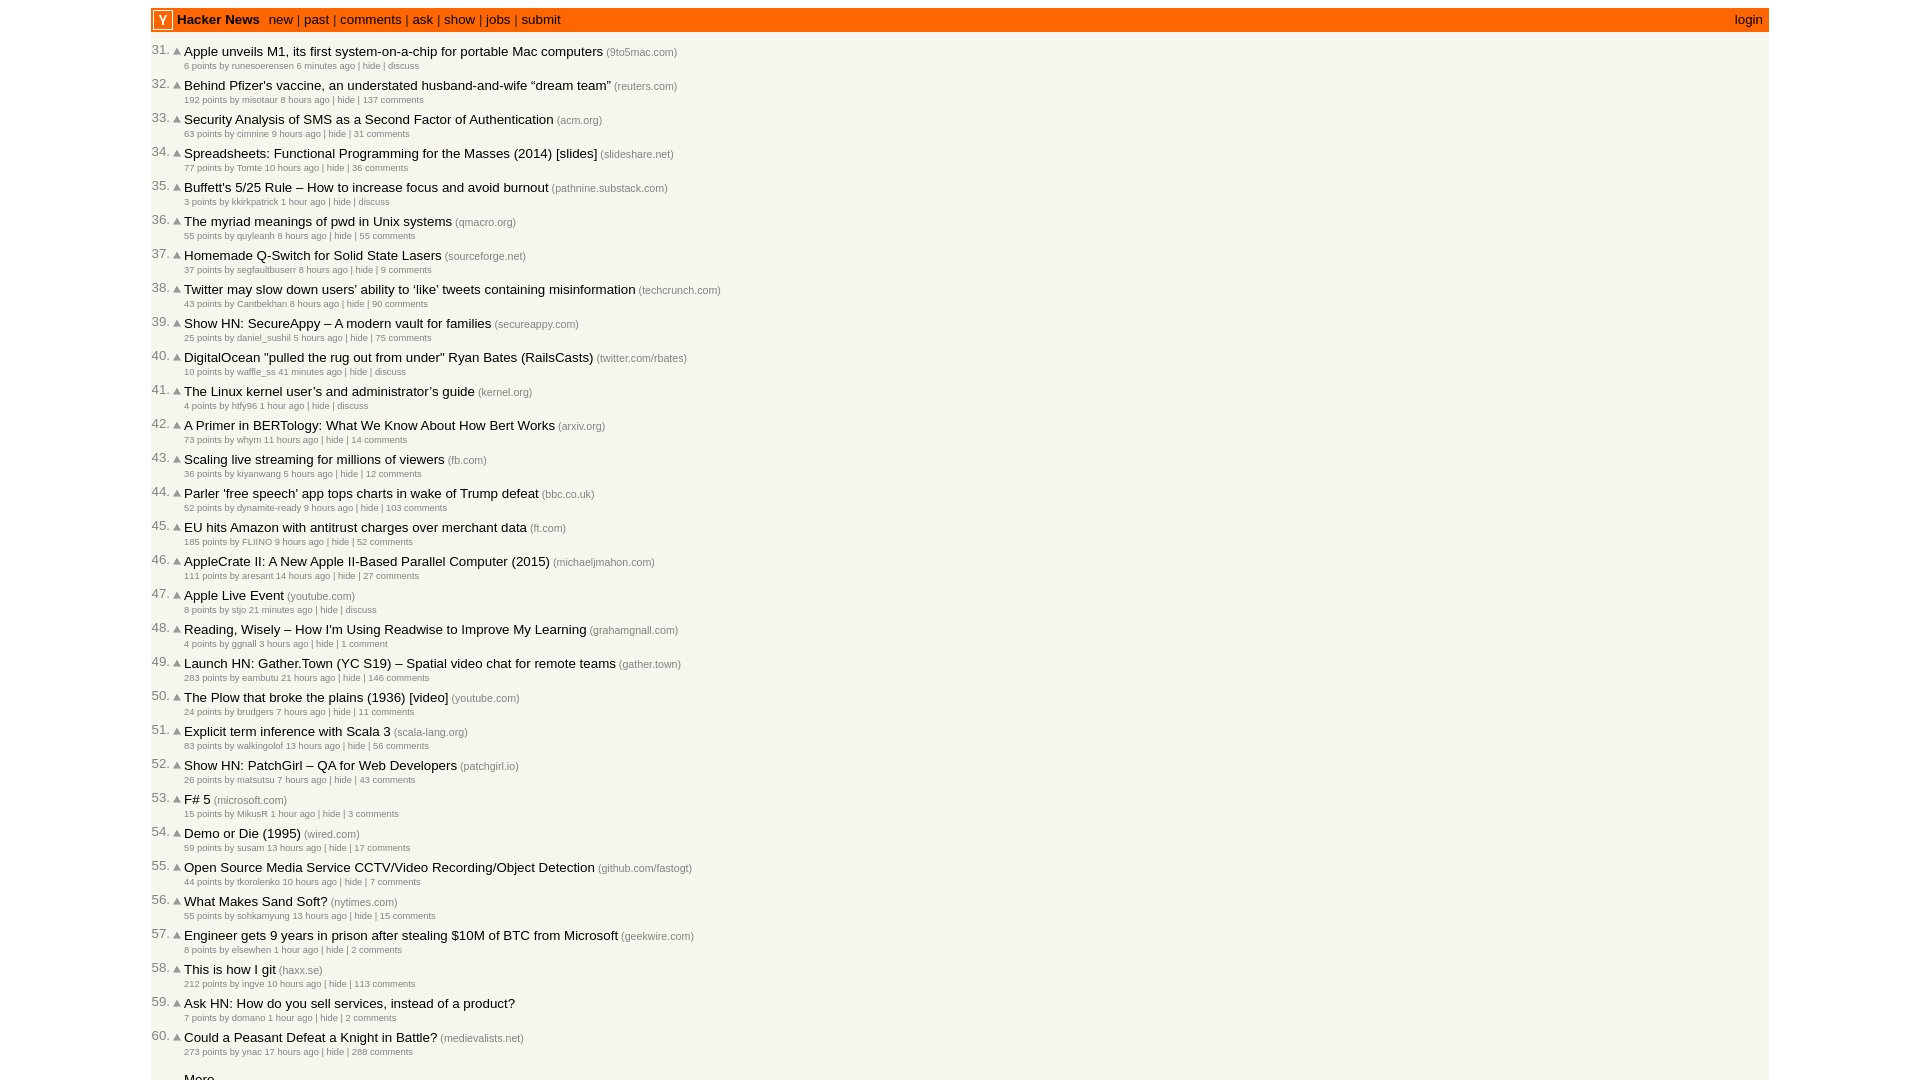 Y Hacker News new | past | comments | ask | show | jobs | submit login
31. Apple unveils M1, its first system-on-a-chip for portable Mac computers (9to5mac.com)
6 points by runesoerensen 6 minutes ago | hide | discuss
32. Behind Pfizer's vaccine, an understated husband-and-wife “dream team” (reuters.com)
192 points by misotaur 8 hours ago | hide | 137 comments
33. Security Analysis of SMS as a Second Factor of Authentication (acm.org)
63 points by cimnine 9 hours ago | hide | 31 comments
34. Spreadsheets: Functional Programming for the Masses (2014) [slides] (slideshare.net)
77 points by Tomte 10 hours ago | hide | 36 comments
35. Buffett's 5/25 Rule – How to increase focus and avoid burnout (pathnine.substack.com)
3 points by kkirkpatrick 1 hour ago | hide | discuss
36. The myriad meanings of pwd in Unix systems (qmacro.org)
55 points by quyleanh 8 hours ago | hide | 55 comments
37. Homemade Q-Switch for Solid State Lasers (sourceforge.net)
37 points by segfaultbuserr 8 hours ago | hide | 9 comments
38. Twitter may slow down users’ ability to ‘like’ tweets containing misinformation (techcrunch.com)
43 points by Cantbekhan 8 hours ago | hide | 90 comments
39. Show HN: SecureAppy – A modern vault for families (secureappy.com)
25 points by daniel_sushil 5 hours ago | hide | 75 comments
40. DigitalOcean "pulled the rug out from under" Ryan Bates (RailsCasts) (twitter.com/rbates)
10 points by waffle_ss 41 minutes ago | hide | discuss
41. The Linux kernel user’s and administrator’s guide (kernel.org)
4 points by htfy96 1 hour ago | hide | discuss
42. A Primer in BERTology: What We Know About How Bert Works (arxiv.org)
73 points by whym 11 hours ago | hide | 14 comments
43. Scaling live streaming for millions of viewers (fb.com)
36 points by kiyanwang 5 hours ago | hide | 12 comments
44. Parler 'free speech' app tops charts in wake of Trump defeat (bbc.co.uk)
52 points by dynamite-ready 9 hours ago | hide | 103 comments
45. EU hits Amazon with antitrust charges over merchant data (ft.com)
185 points by FLIINO 9 hours ago | hide | 52 comments
46. AppleCrate II: A New Apple II-Based Parallel Computer (2015) (michaeljmahon.com)
111 points by aresant 14 hours ago | hide | 27 comments
47. Apple Live Event (youtube.com)
8 points by stjo 21 minutes ago | hide | discuss
48. Reading, Wisely – How I'm Using Readwise to Improve My Learning (grahamgnall.com)
4 points by ggnall 3 hours ago | hide | 1 comment
49. Launch HN: Gather.Town (YC S19) – Spatial video chat for remote teams (gather.town)
283 points by eambutu 21 hours ago | hide | 146 comments
50. The Plow that broke the plains (1936) [video] (youtube.com)
24 points by brudgers 7 hours ago | hide | 11 comments
51. Explicit term inference with Scala 3 (scala-lang.org)
83 points by walkingolof 13 hours ago | hide | 56 comments
52. Show HN: PatchGirl – QA for Web Developers (patchgirl.io)
26 points by matsutsu 7 hours ago | hide | 43 comments
53. F# 5 (microsoft.com)
15 points by MikusR 1 hour ago | hide | 3 comments
54. Demo or Die (1995) (wired.com)
59 points by susam 13 hours ago | hide | 17 comments
55. Open Source Media Service CCTV/Video Recording/Object Detection (github.com/fastogt)
44 points by tkorolenko 10 hours ago | hide | 7 comments
56. What Makes Sand Soft? (nytimes.com)
55 points by sohkamyung 13 hours ago | hide | 15 comments
57. Engineer gets 9 years in prison after stealing $10M of BTC from Microsoft (geekwire.com)
8 points by elsewhen 1 hour ago | hide | 2 comments
58. This is how I git (haxx.se)
212 points by ingve 10 hours ago | hide | 113 comments
59. Ask HN: How do you sell services, instead of a product?
7 points by domano 1 hour ago | hide | 2 comments
60. Could a Peasant Defeat a Knight in Battle? (medievalists.net)
273 points by ynac 17 hours ago | hide | 288 comments
More